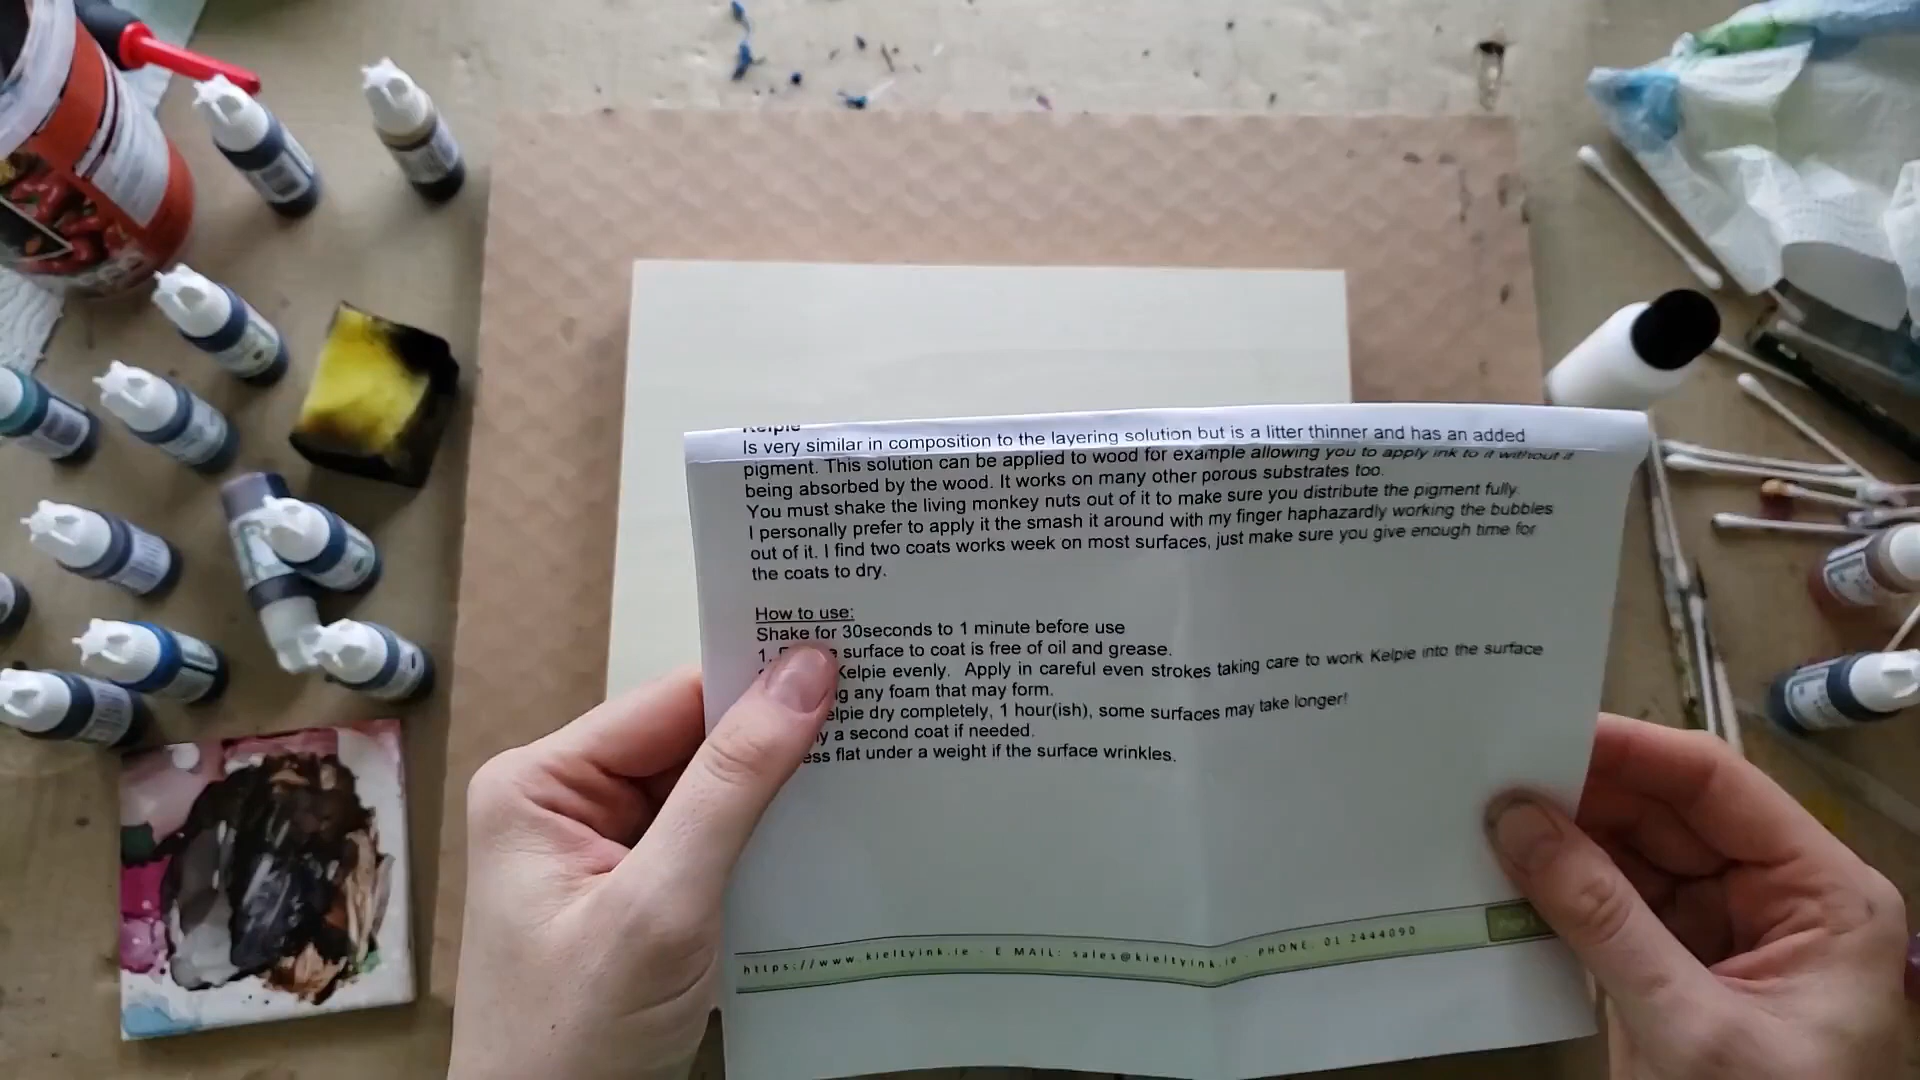 Kelpie
Is very similar in composition to the layering solution but is a litter thinner and has an added
pigment. This solution can be applied to wood for example allowing you to apply ink to it without it
being absorbed by the wood. It works on many other porous substrates too.
You must shake the living monkey nuts out of it to make sure you distribute the pigment fully.
I personally prefer to apply it the smash it around with my finger haphazardly working the bubbles
out of it. I find two coats works week on most surfaces, just make sure you give enough time for
the coats to dry.
How to use:
Shake for 30seconds to 1 minute before use
1. surface to coat is free of oil and grease.
Kelpie evenly. Apply in careful even strokes taking care to work Kelpie into the surface
any foam that may form.
dry completely, 1 hour(ish), some surfaces may take longer!
a second coat if needed.
flat under a weight if the surface wrinkles.
https://www.kieltyink.ie - E MAIL: sales@kieltyink.ie - PHONE: 01 2444090